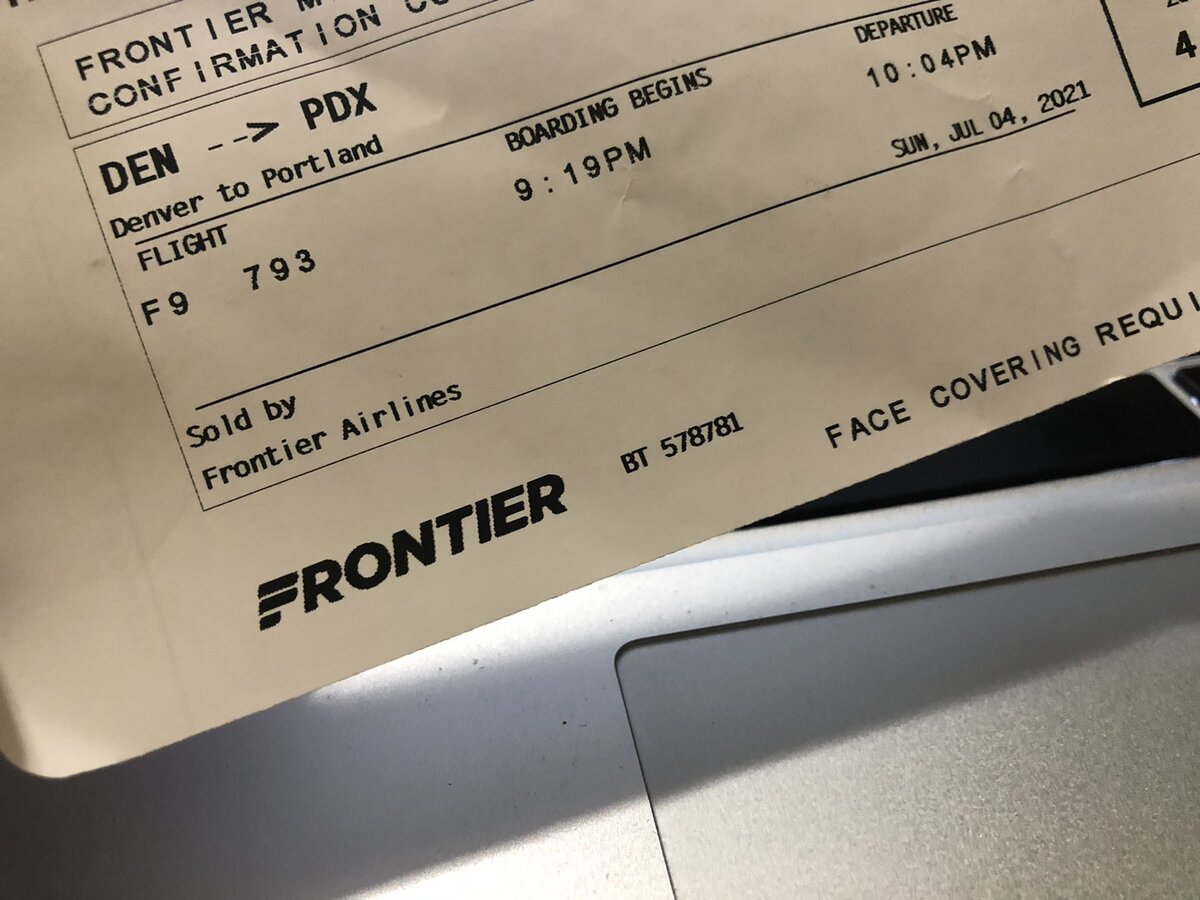 FRONTIER
CONFIRMATION
DEN --> PDX
Denver to Portland
FLIGHT
F9 793
BOARDING BEGINS
9:19PM
DEPARTURE
10:04PM
SUN, JUL 04, 2021
4
Sold by
Frontier Airlines
FRONTIER
BT 578781
FACE COVERING